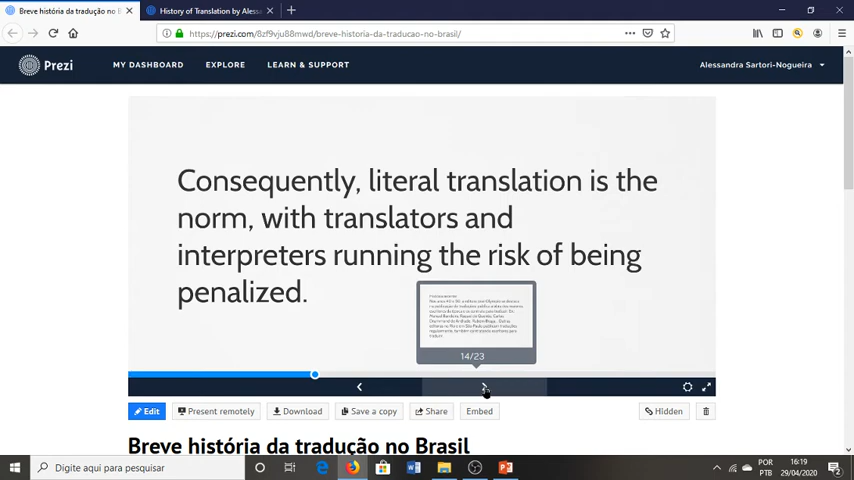 Breve história da tradução no B
History of Translation by Aless
https://prezi.com/8zf9vju88mwd/breve-historia-da-traducao-no-brasil/
Prezi
MY DASHBOARD
EXPLORE
LEARN & SUPPORT
Alessandra Sartori-Nogueira
Consequently, literal translation is the
norm, with translators and
interpreters running the risk of being
penalized.
14/23
Edit
Present remotely
Download
Save a copy
Share
Embed
Hidden
Breve história da tradução no Brasil
Digite aqui para pesquisar
POR
PTB
16:19
29/04/2020
2